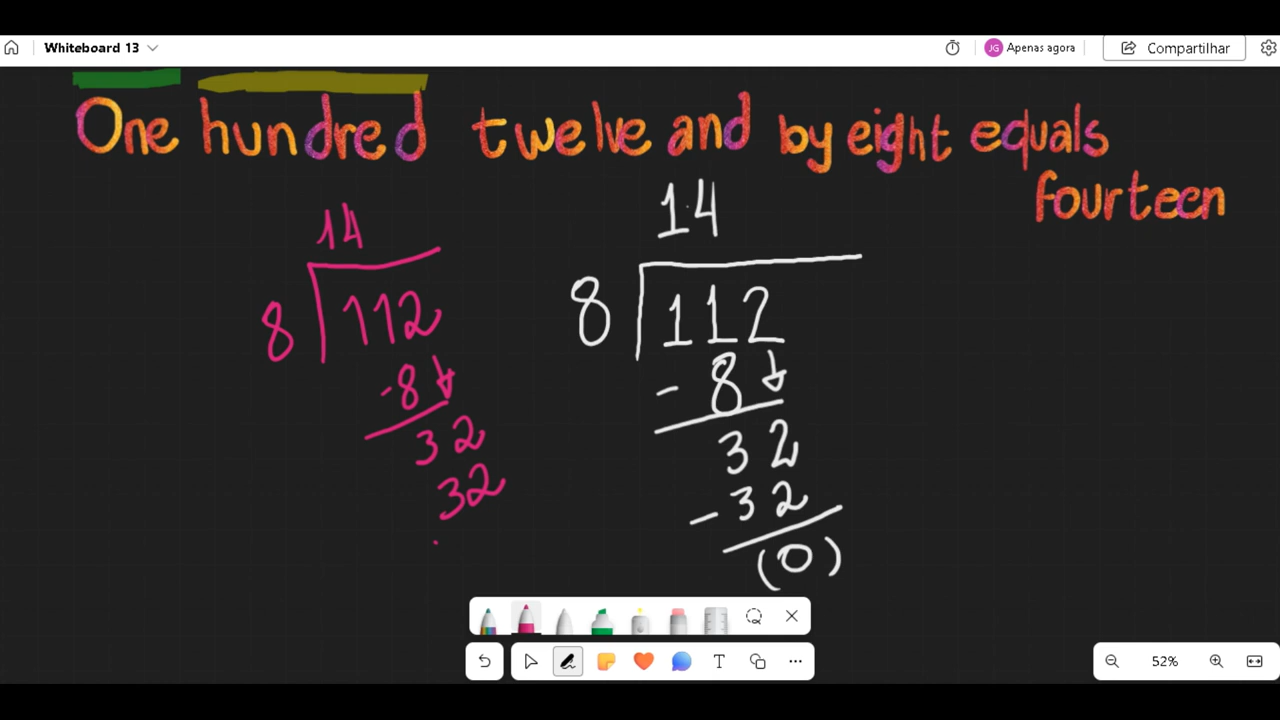 Whiteboard 13
JG Apenas agora
Compartilhar
One hundred twelve and by eight equals
fourteen
14
8 112
-8
32
32
14
8 112
- 8
32
- 32
(0)
T
52%